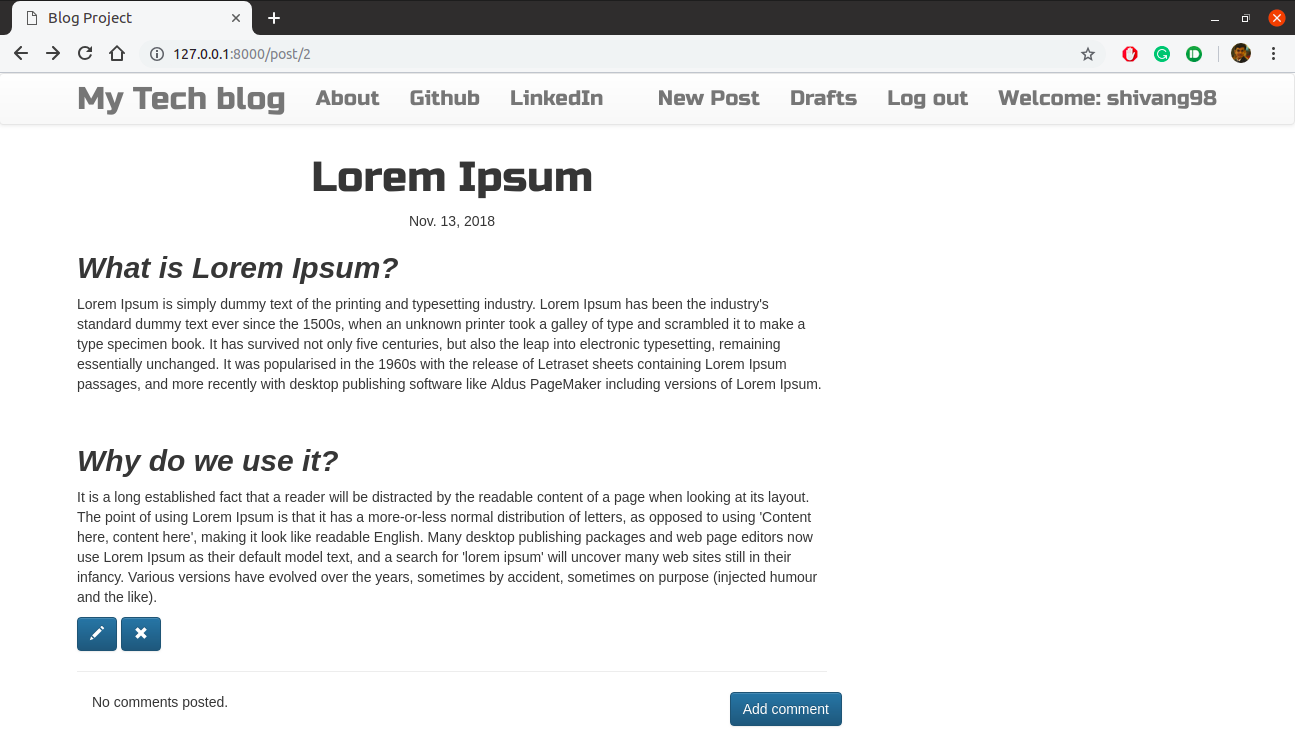 Blog Project
127.0.0.1:8000/post/2
My Tech blog About Github LinkedIn New Post Drafts Log out Welcome: shivang98
Lorem Ipsum
Nov. 13, 2018
What is Lorem Ipsum?
Lorem Ipsum is simply dummy text of the printing and typesetting industry. Lorem Ipsum has been the industry's
standard dummy text ever since the 1500s, when an unknown printer took a galley of type and scrambled it to make a
type specimen book. It has survived not only five centuries, but also the leap into electronic typesetting, remaining
essentially unchanged. It was popularised in the 1960s with the release of Letraset sheets containing Lorem Ipsum
passages, and more recently with desktop publishing software like Aldus PageMaker including versions of Lorem Ipsum.
Why do we use it?
It is a long established fact that a reader will be distracted by the readable content of a page when looking at its layout.
The point of using Lorem Ipsum is that it has a more-or-less normal distribution of letters, as opposed to using 'Content
here, content here', making it look like readable English. Many desktop publishing packages and web page editors now
use Lorem Ipsum as their default model text, and a search for 'lorem ipsum' will uncover many web sites still in their
infancy. Various versions have evolved over the years, sometimes by accident, sometimes on purpose (injected humour
and the like).
No comments posted.
Add comment